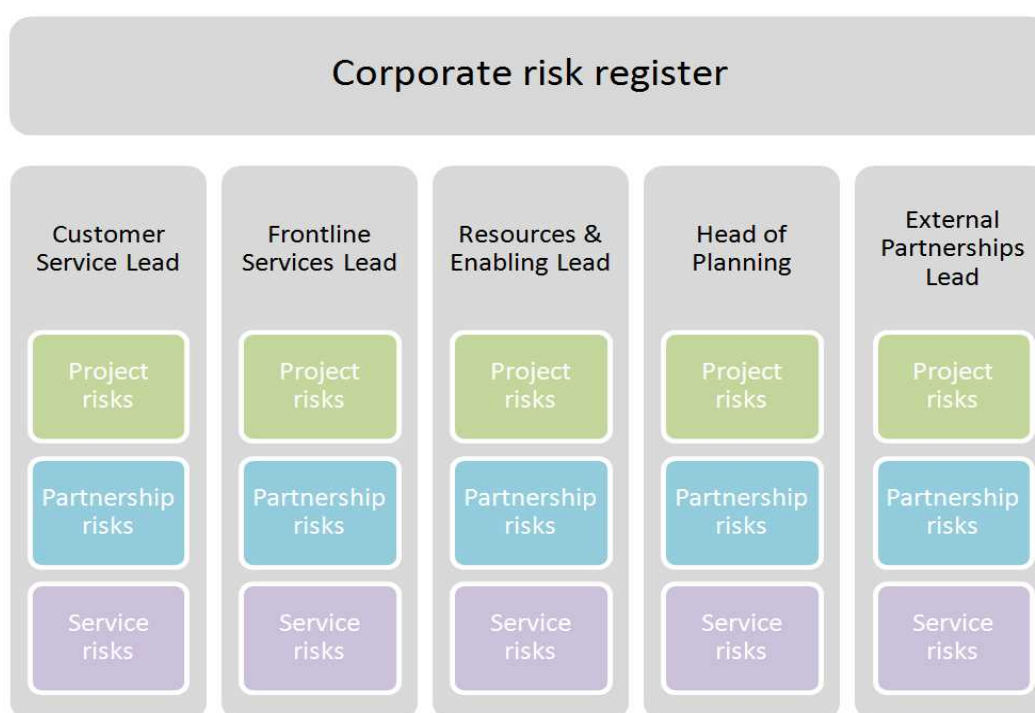 Corporate risk register
Customer
Service Lead
Project
risks
Partnership
risks
Service
risks
Frontline
Services Lead
Project
risks
Partnership
risks
Service
risks
Resources &
Enabling Lead
Project
risks
Partnership
risks
Service
risks
Head of
Planning
Project
risks
Partnership
risks
Service
risks
External
Partnerships
Lead
Project
risks
Partnership
risks
Service
risks